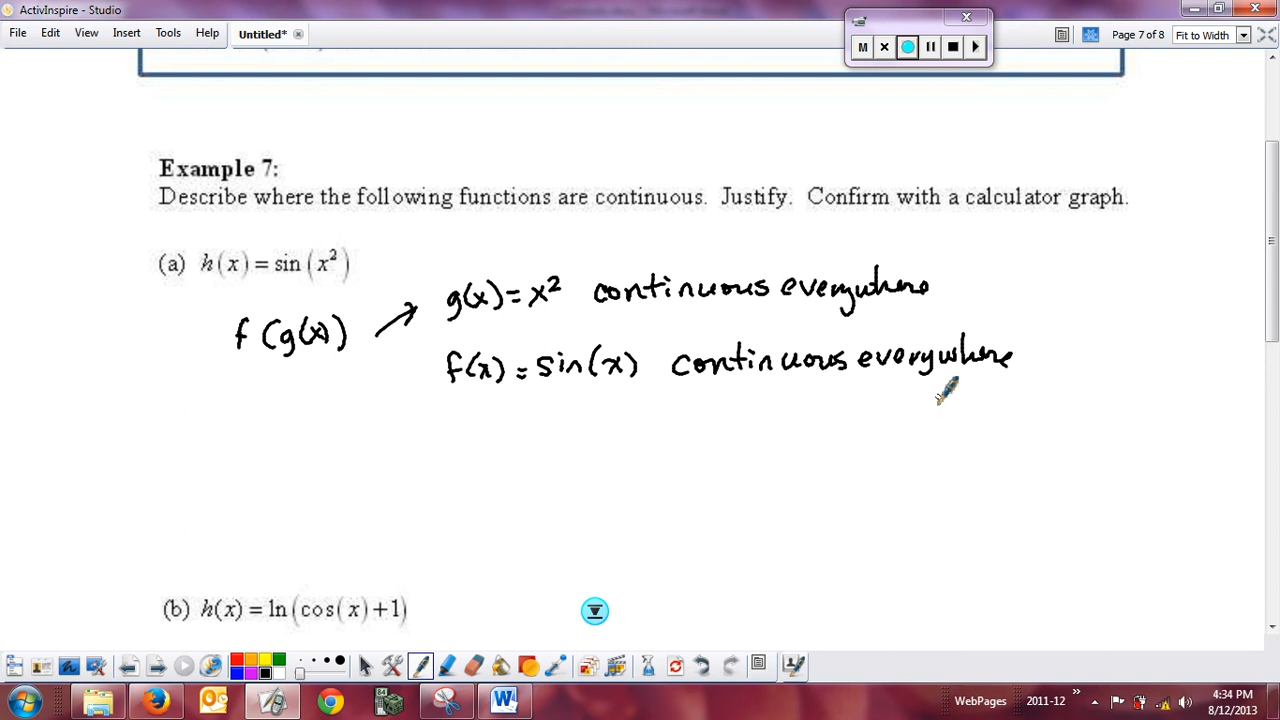 ActivInspire - Studio
File Edit View Insert Tools Help Untitled*
Page 7 of 8 Fit to Width
M
Example 7:
Describe where the following functions are continuous. Justify. Confirm with a calculator graph.
(a) h(x) = sin(x²)
g(x) = x² continuous everywhere
f(g(x))
f(x) = sin(x) continuous everywhere
(b) h(x) = ln(cos(x)+1)
WebPages 2011-12 »
4:34 PM
8/12/2013